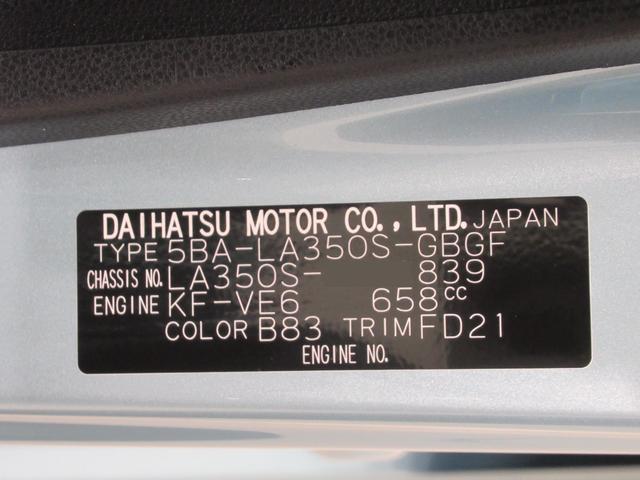 DAIHATSU MOTOR CO., LTD. JAPAN
TYPE 5BA-LA350S-GBGF
CHASSIS NO. LA350S- 839
ENGINE KF-VE6 658cc
COLOR B83 TRIM FD21
ENGINE NO.